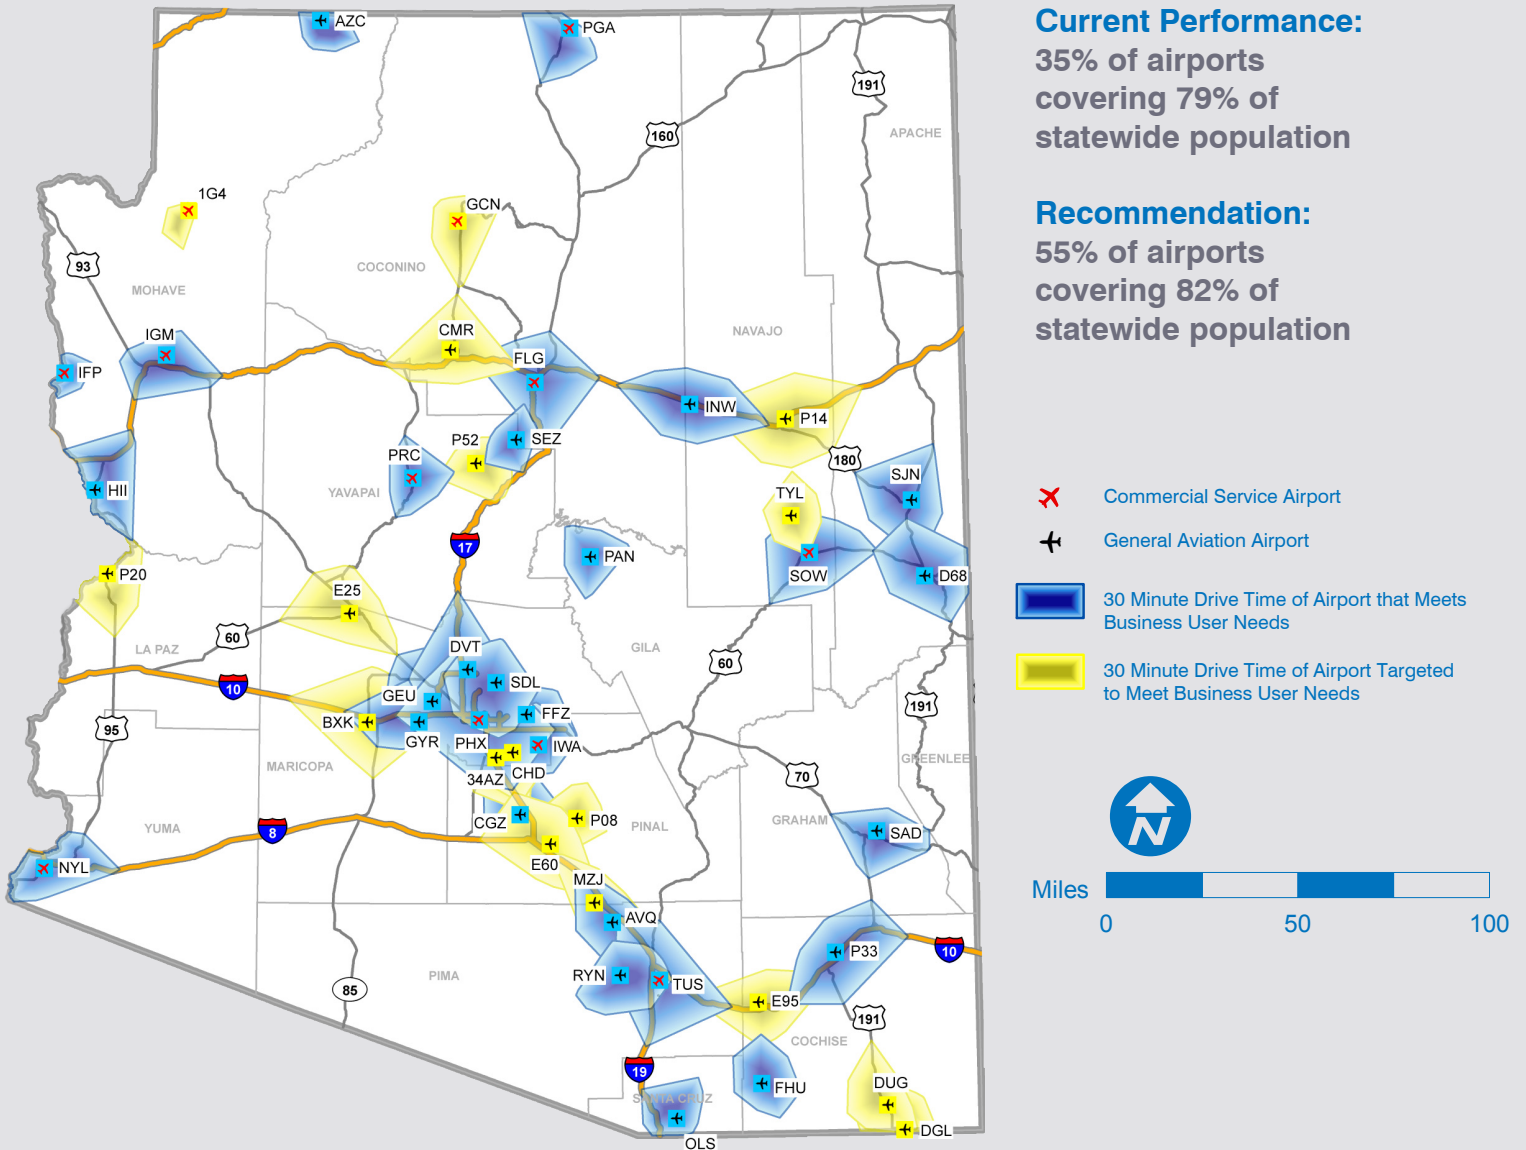 AZC
PGA
Current Performance:
35% of airports
covering 79% of
statewide population
191
160
APACHE
1G4
GCN
Recommendation:
55% of airports
covering 82% of
statewide population
93
COCONINO
MOHAVE
IGM
CMR
NAVAJO
FLG
IFP
INW
P14
P52
SEZ
PRC
180
SJN
HII
YAVAPAI
TYL
Commercial Service Airport
17
General Aviation Airport
PAN
SOW
D68
P20
E25
30 Minute Drive Time of Airport that Meets
Business User Needs
60
LA PAZ
DVT
GILA
60
30 Minute Drive Time of Airport Targeted
to Meet Business User Needs
10
GEU
SDL
191
BXK
FFZ
95
GYR
PHX
IWA
MARICOPA
34AZ
CHD
GREENLEE
70
CGZ
P08
YUMA
8
PINAL
GRAHAM
SAD
N
E60
NYL
MZJ
Miles
0
50
100
AVQ
P33
10
PIMA
RYN
TUS
85
E95
191
COCHISE
19
FHU
DUG
SANTA CRUZ
DGL
OLS